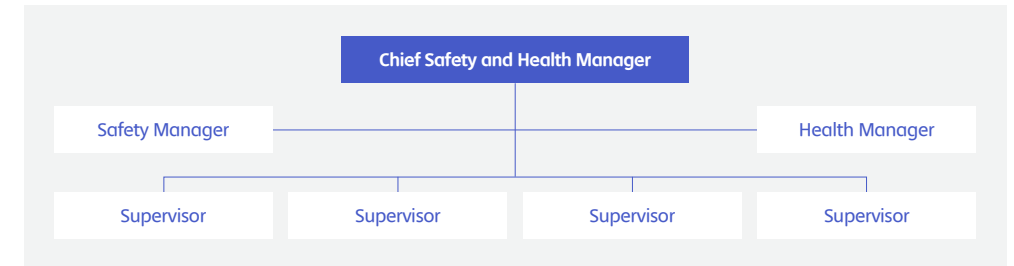 Chief Safety and Health Manager
Safety Manager
Health Manager
Supervisor
Supervisor
Supervisor
Supervisor